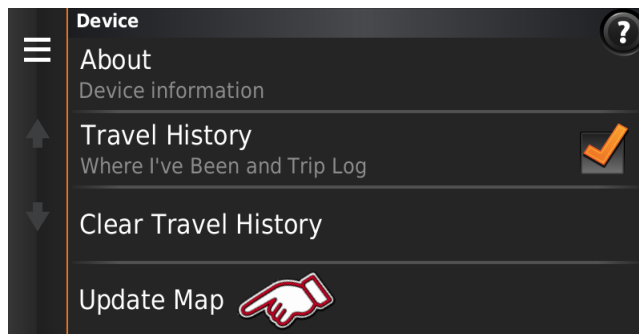 Device
?
About
Device information
Travel History
Where I've Been and Trip Log
Clear Travel History
Update Map